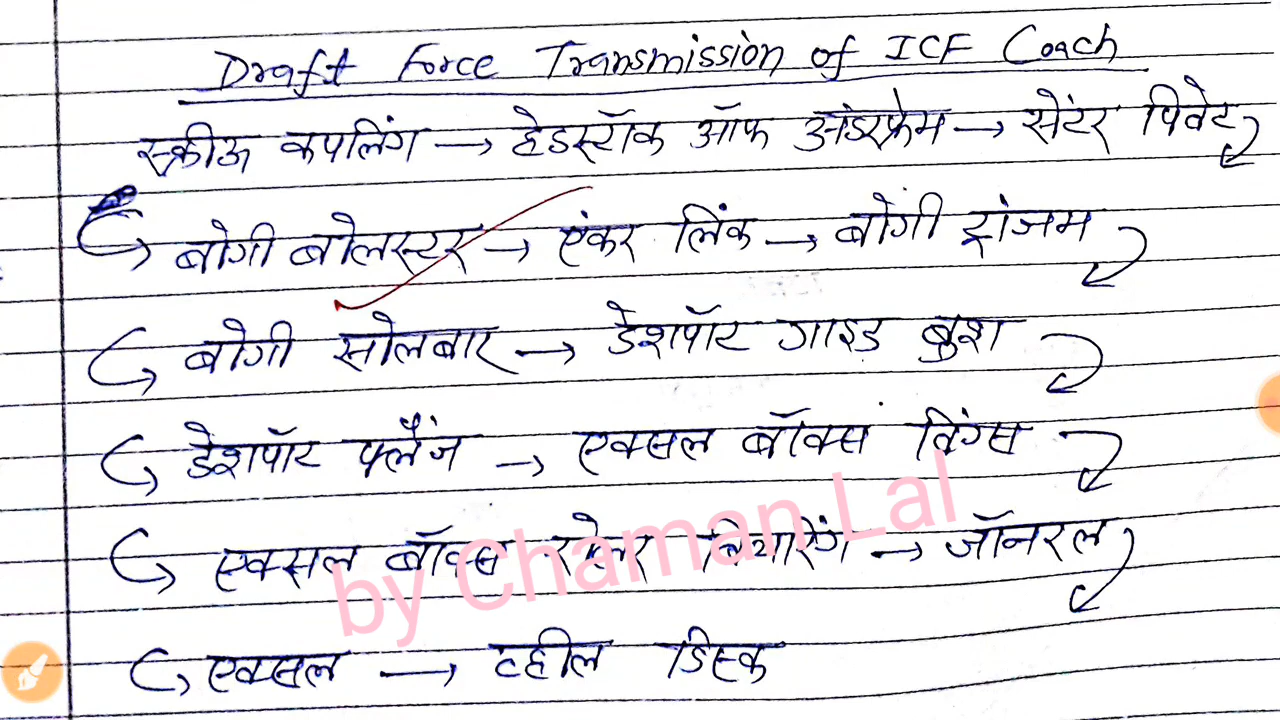 Draft Force Transmission of ICF Coach
स्क्रीऊ कपलिंग → हेडस्टॉक ऑफ अंडरफ्रेम → सेंटर पिवेट
बोगी बोलस्टर → एंकर लिंक → बोगी फ्रांजम
बोगी सोलबार → डेशपॉट गाइड बुश
डेशपॉट फ्लैंज → एक्सल बॉक्स विंग्स
एक्सल बॉक्स रोलर बियारिंग → जॉनरल
एक्सल → व्हील डिस्क
by Chaman Lal